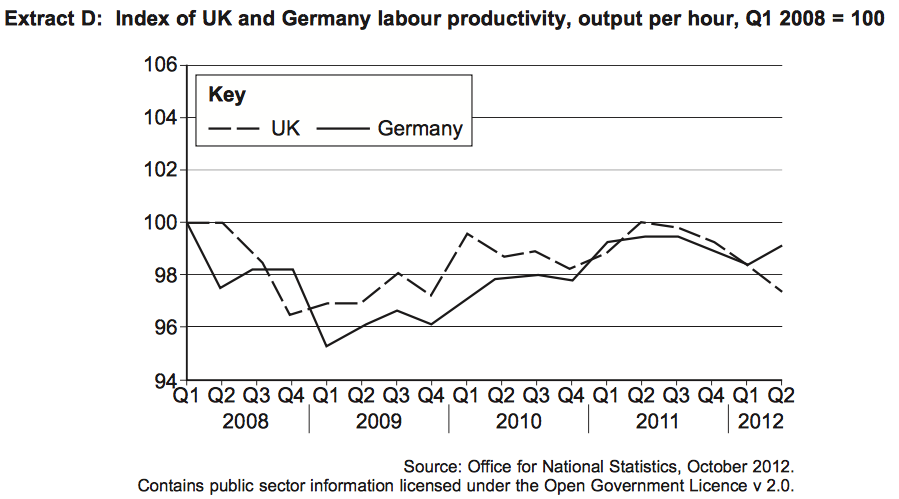 Extract D: Index of UK and Germany labour productivity, output per hour, Q1 2008 = 100
106
Key
UK Germany
104
102
100
98
96
94
Q1 Q2 Q3 Q4 Q1 Q2 Q3 Q4 Q1 Q2 Q3 Q4 Q1 Q2 Q3 Q4 Q1 Q2
2008 2009 2010 2011 2012
Source: Office for National Statistics, October 2012.
Contains public sector information licensed under the Open Government Licence v 2.0.